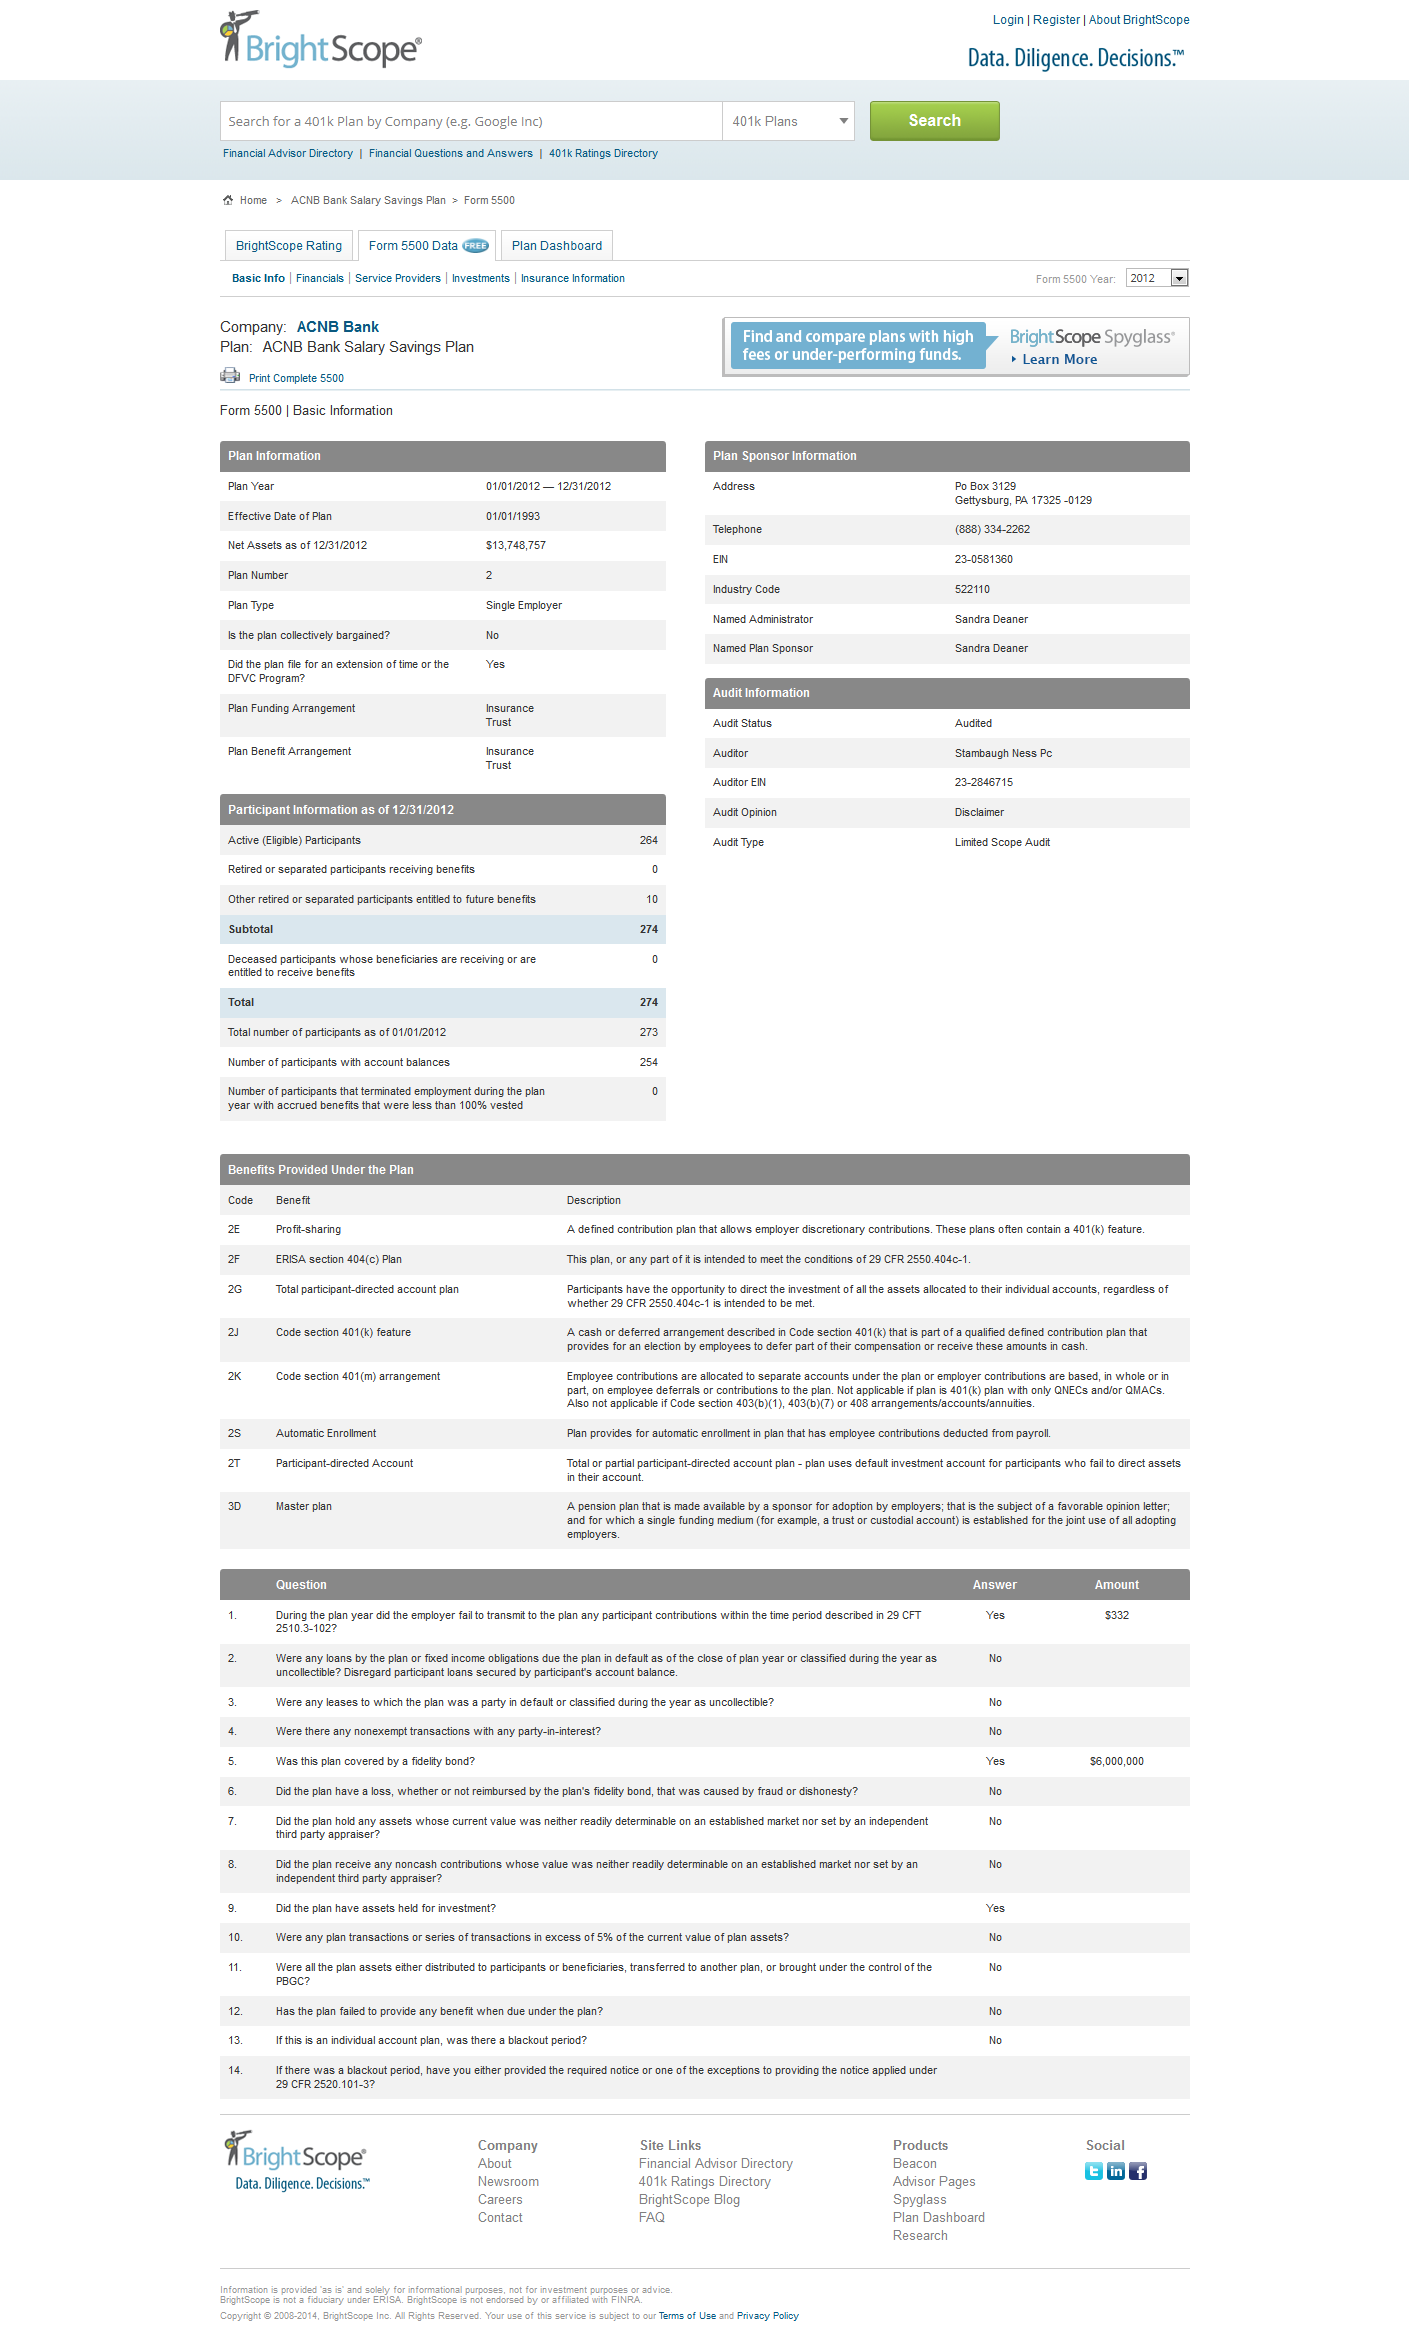 BrightScope®
Login | Register | About BrightScope
Data. Diligence. Decisions.™
Search for a 401k Plan by Company (e.g. Google Inc)
401k Plans
Search
Financial Advisor Directory | Financial Questions and Answers | 401k Ratings Directory
Home > ACNB Bank Salary Savings Plan > Form 5500
BrightScope Rating
Form 5500 Data FREE
Plan Dashboard
Basic Info | Financials | Service Providers | Investments | Insurance Information
Form 5500 Year: 2012
Company: ACNB Bank
Plan: ACNB Bank Salary Savings Plan
Print Complete 5500
Find and compare plans with high
fees or under-performing funds.
BrightScope Spyglass®
Learn More
Form 5500 | Basic Information
Plan Information
Plan Year 01/01/2012 — 12/31/2012
Effective Date of Plan 01/01/1993
Net Assets as of 12/31/2012 $13,748,757
Plan Number 2
Plan Type Single Employer
Is the plan collectively bargained? No
Did the plan file for an extension of time or the Yes
DFVC Program?
Plan Funding Arrangement Insurance
Trust
Plan Benefit Arrangement Insurance
Trust
Participant Information as of 12/31/2012
Active (Eligible) Participants 264
Retired or separated participants receiving benefits 0
Other retired or separated participants entitled to future benefits 10
Subtotal 274
Deceased participants whose beneficiaries are receiving or are 0
entitled to receive benefits
Total 274
Total number of participants as of 01/01/2012 273
Number of participants with account balances 254
Number of participants that terminated employment during the plan 0
year with accrued benefits that were less than 100% vested
Plan Sponsor Information
Address Po Box 3129
Gettysburg, PA 17325 -0129
Telephone (888) 334-2262
EIN 23-0581360
Industry Code 522110
Named Administrator Sandra Deaner
Named Plan Sponsor Sandra Deaner
Audit Information
Audit Status Audited
Auditor Stambaugh Ness Pc
Auditor EIN 23-2846715
Audit Opinion Disclaimer
Audit Type Limited Scope Audit
Benefits Provided Under the Plan
Code Benefit Description
2E Profit-sharing A defined contribution plan that allows employer discretionary contributions. These plans often contain a 401(k) feature.
2F ERISA section 404(c) Plan This plan, or any part of it is intended to meet the conditions of 29 CFR 2550.404c-1.
2G Total participant-directed account plan Participants have the opportunity to direct the investment of all the assets allocated to their individual accounts, regardless of
whether 29 CFR 2550.404c-1 is intended to be met.
2J Code section 401(k) feature A cash or deferred arrangement described in Code section 401(k) that is part of a qualified defined contribution plan that
provides for an election by employees to defer part of their compensation or receive these amounts in cash.
2K Code section 401(m) arrangement Employee contributions are allocated to separate accounts under the plan or employer contributions are based, in whole or in
part, on employee deferrals or contributions to the plan. Not applicable if plan is 401(k) plan with only QNECs and/or QMACs.
Also not applicable if Code section 403(b)(1), 403(b)(7) or 408 arrangements/accounts/annuities.
2S Automatic Enrollment Plan provides for automatic enrollment in plan that has employee contributions deducted from payroll.
2T Participant-directed Account Total or partial participant-directed account plan - plan uses default investment account for participants who fail to direct assets
in their account.
3D Master plan A pension plan that is made available by a sponsor for adoption by employers; that is the subject of a favorable opinion letter;
and for which a single funding medium (for example, a trust or custodial account) is established for the joint use of all adopting
employers.
Question Answer Amount
1. During the plan year did the employer fail to transmit to the plan any participant contributions within the time period described in 29 CFT Yes $332
2510.3-102?
2. Were any loans by the plan or fixed income obligations due the plan in default as of the close of plan year or classified during the year as No
uncollectible? Disregard participant loans secured by participant's account balance.
3. Were any leases to which the plan was a party in default or classified during the year as uncollectible? No
4. Were there any nonexempt transactions with any party-in-interest? No
5. Was this plan covered by a fidelity bond? Yes $6,000,000
6. Did the plan have a loss, whether or not reimbursed by the plan's fidelity bond, that was caused by fraud or dishonesty? No
7. Did the plan hold any assets whose current value was neither readily determinable on an established market nor set by an independent No
third party appraiser?
8. Did the plan receive any noncash contributions whose value was neither readily determinable on an established market nor set by an No
independent third party appraiser?
9. Did the plan have assets held for investment? Yes
10. Were any plan transactions or series of transactions in excess of 5% of the current value of plan assets? No
11. Were all the plan assets either distributed to participants or beneficiaries, transferred to another plan, or brought under the control of the No
PBGC?
12. Has the plan failed to provide any benefit when due under the plan? No
13. If this is an individual account plan, was there a blackout period? No
14. If there was a blackout period, have you either provided the required notice or one of the exceptions to providing the notice applied under
29 CFR 2520.101-3?
BrightScope®
Data. Diligence. Decisions.™
Company
About
Newsroom
Careers
Contact
Site Links
Financial Advisor Directory
401k Ratings Directory
BrightScope Blog
FAQ
Products
Beacon
Advisor Pages
Spyglass
Plan Dashboard
Research
Social
Information is provided 'as is' and solely for informational purposes, not for investment purposes or advice.
BrightScope is not a fiduciary under ERISA. BrightScope is not endorsed by or affiliated with FINRA.
Copyright © 2008-2014, BrightScope Inc. All Rights Reserved. Your use of this service is subject to our Terms of Use and Privacy Policy